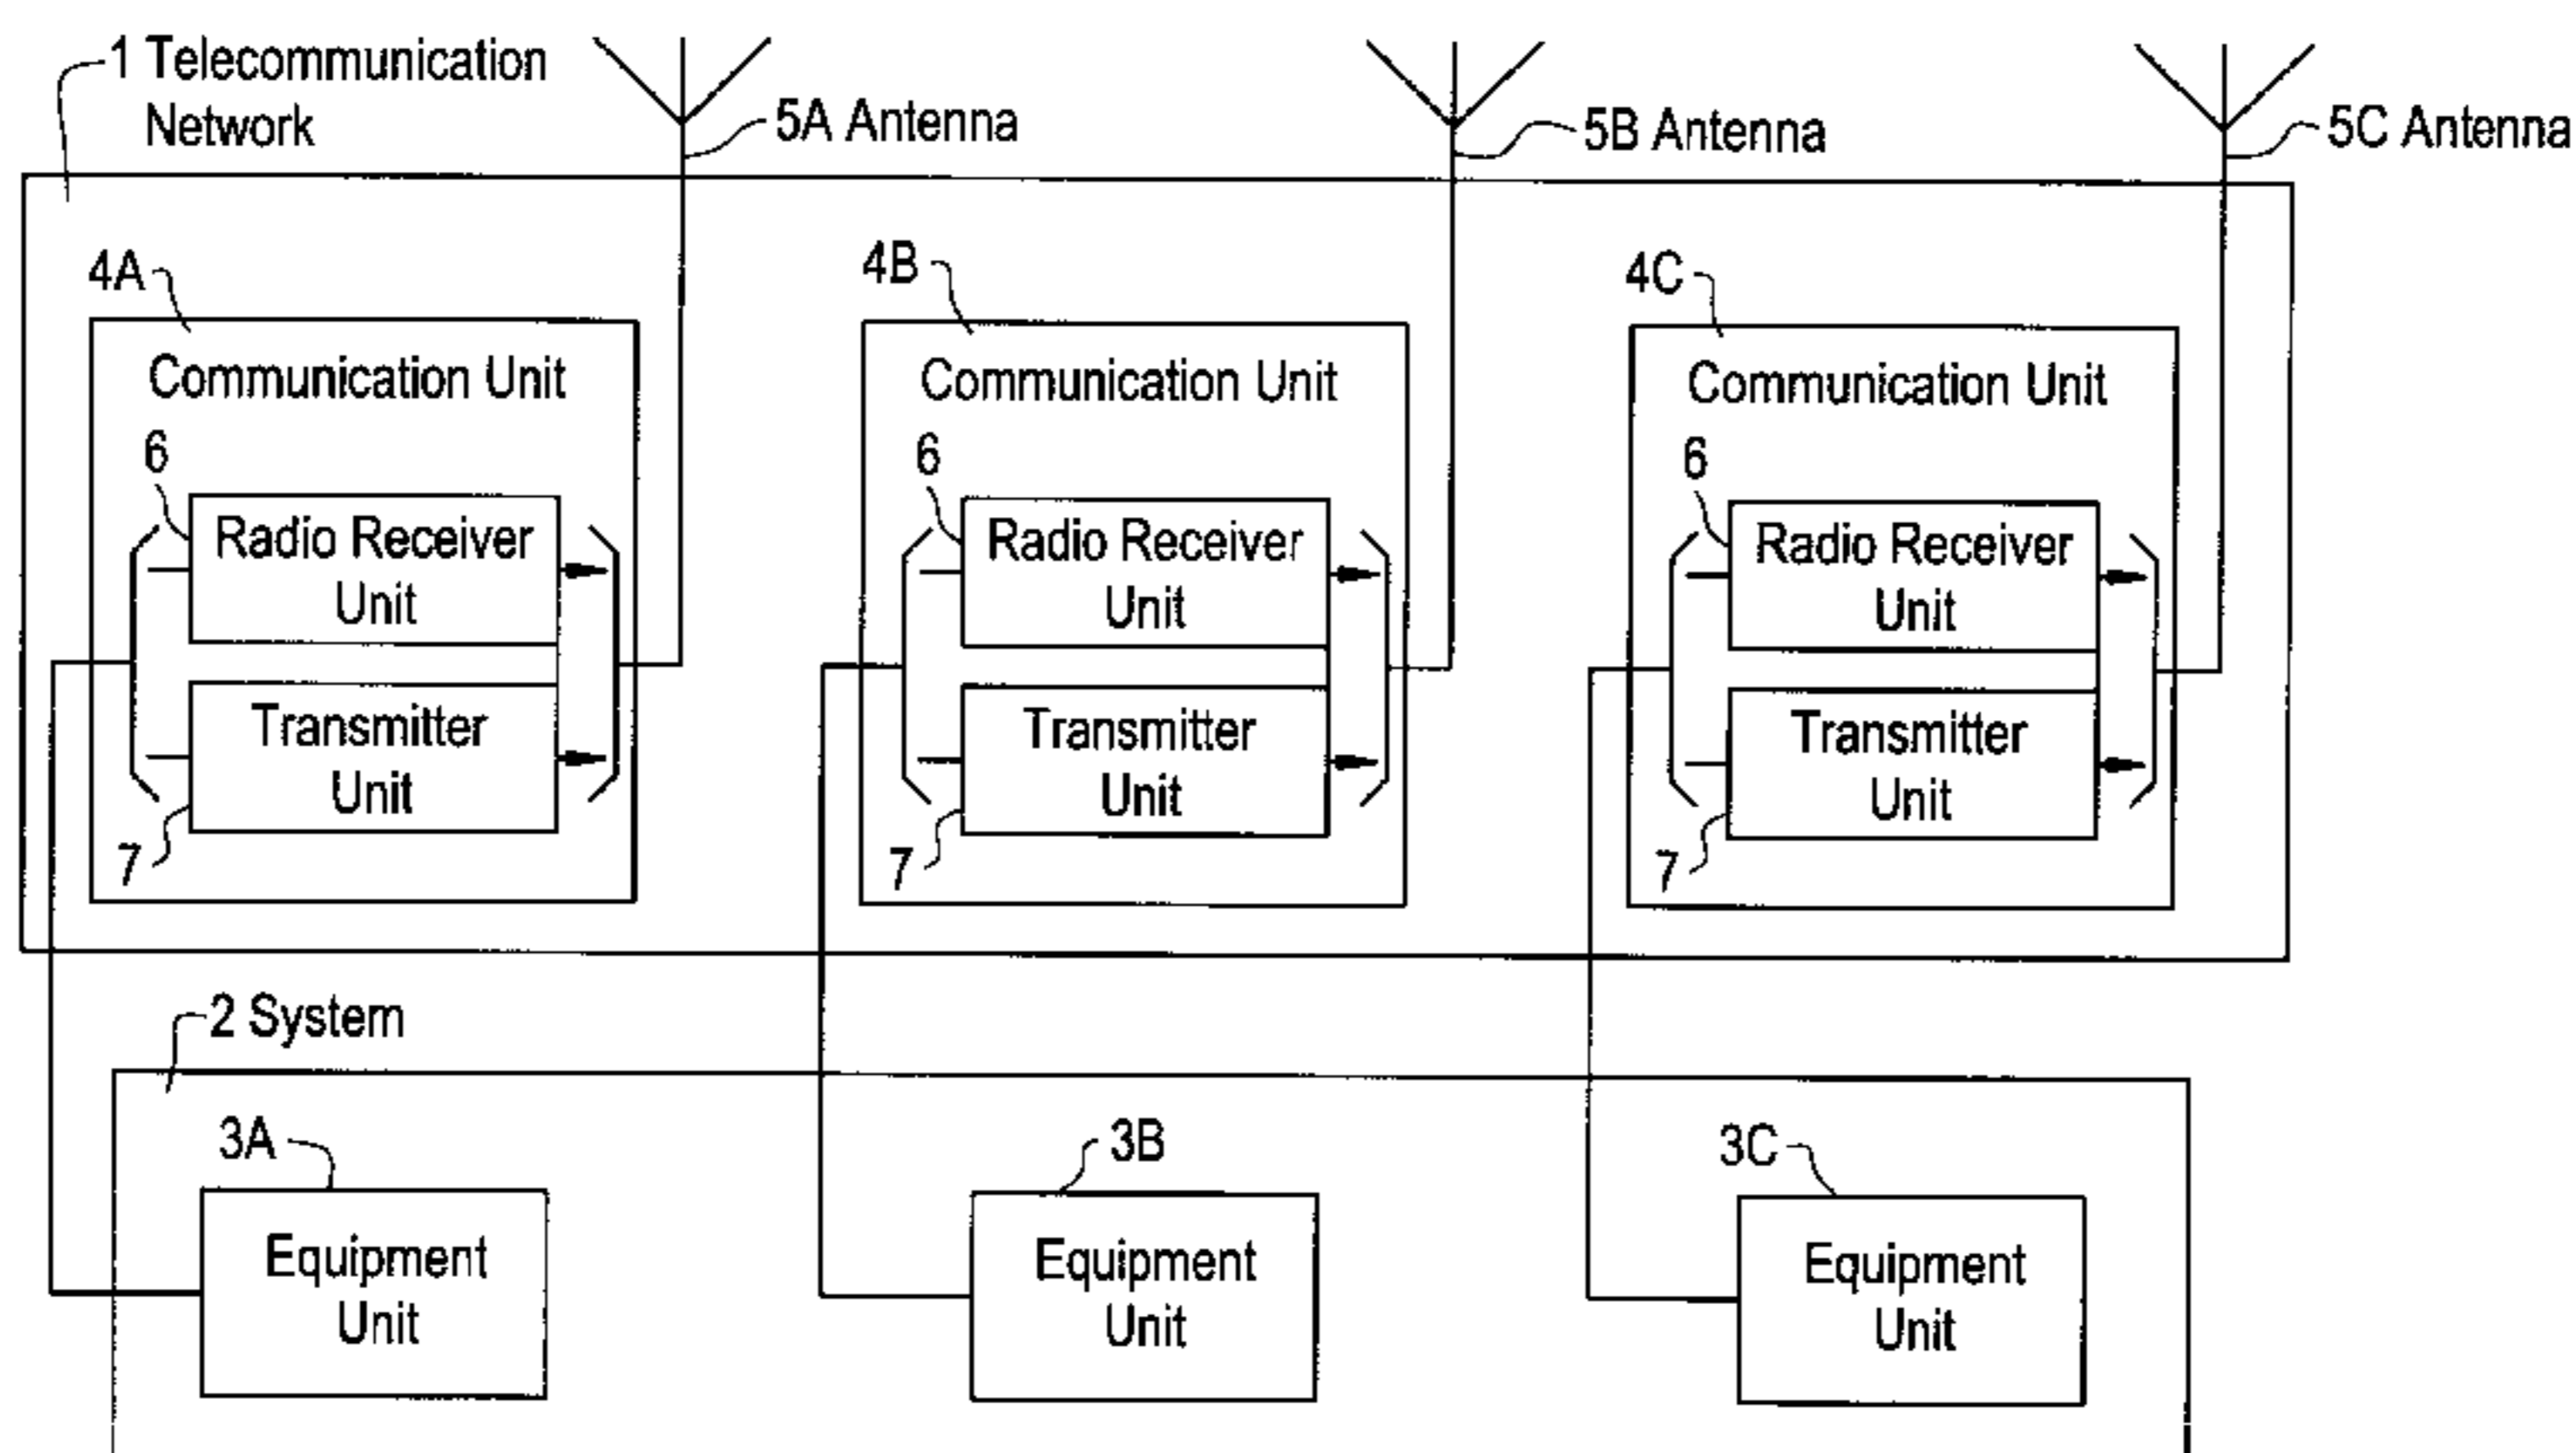 1 Telecommunication
Network
5A Antenna
5B Antenna
5C Antenna
4A
4B
4C
Communication Unit
Communication Unit
Communication Unit
6
6
6
Radio Receiver
Unit
Radio Receiver
Unit
Radio Receiver
Unit
Transmitter
Unit
Transmitter
Unit
Transmitter
Unit
7
7
7
2 System
3A
3B
3C
Equipment
Unit
Equipment
Unit
Equipment
Unit